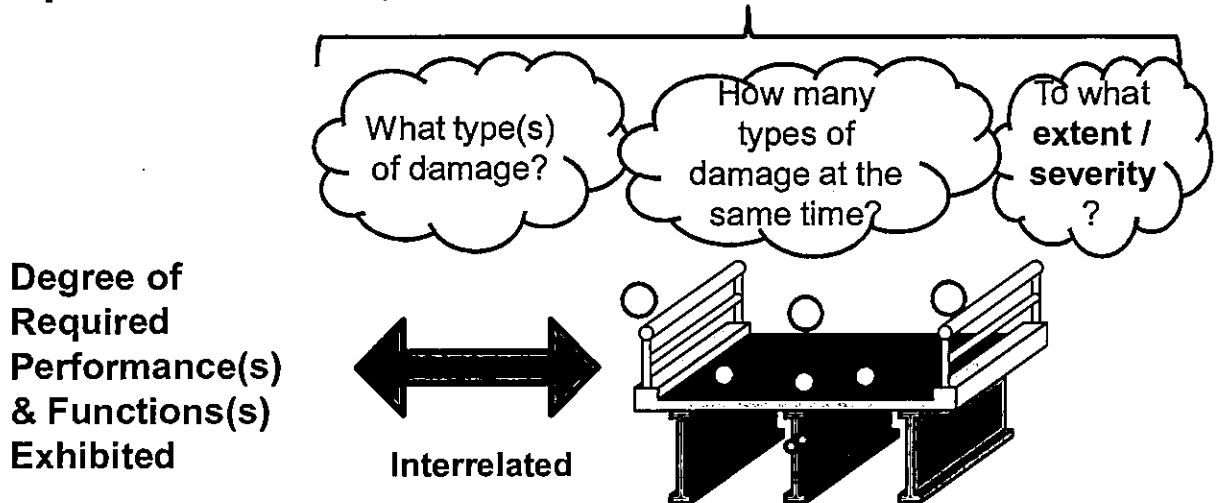 What type(s)
of damage?
How many
types of
damage at the
same time?
To what
extent /
severity
?
Degree of
Required
Performance(s)
& Functions(s)
Exhibited
Interrelated